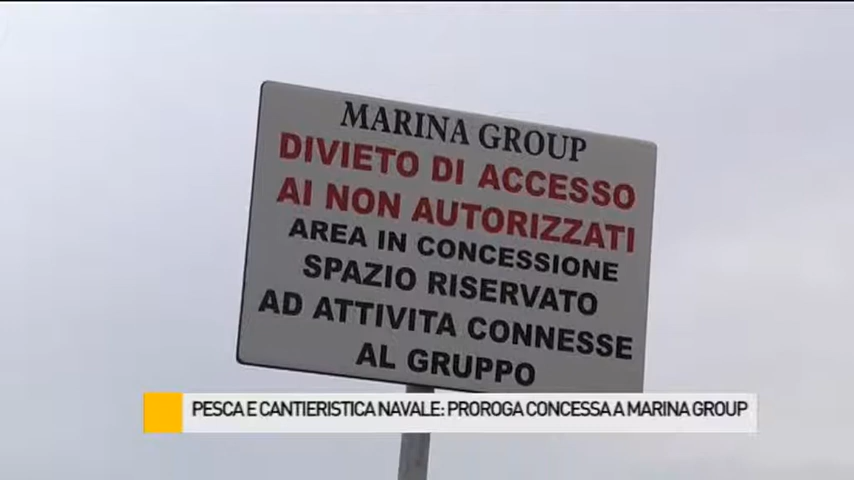 MARINA GROUP
DIVIETO DI ACCESSO
AI NON AUTORIZZATI
AREA IN CONCESSIONE
SPAZIO RISERVATO
AD ATTIVITA CONNESSE
AL GRUPPO
PESCA E CANTIERISTICA NAVALE: PROROGA CONCESSA A MARINA GROUP